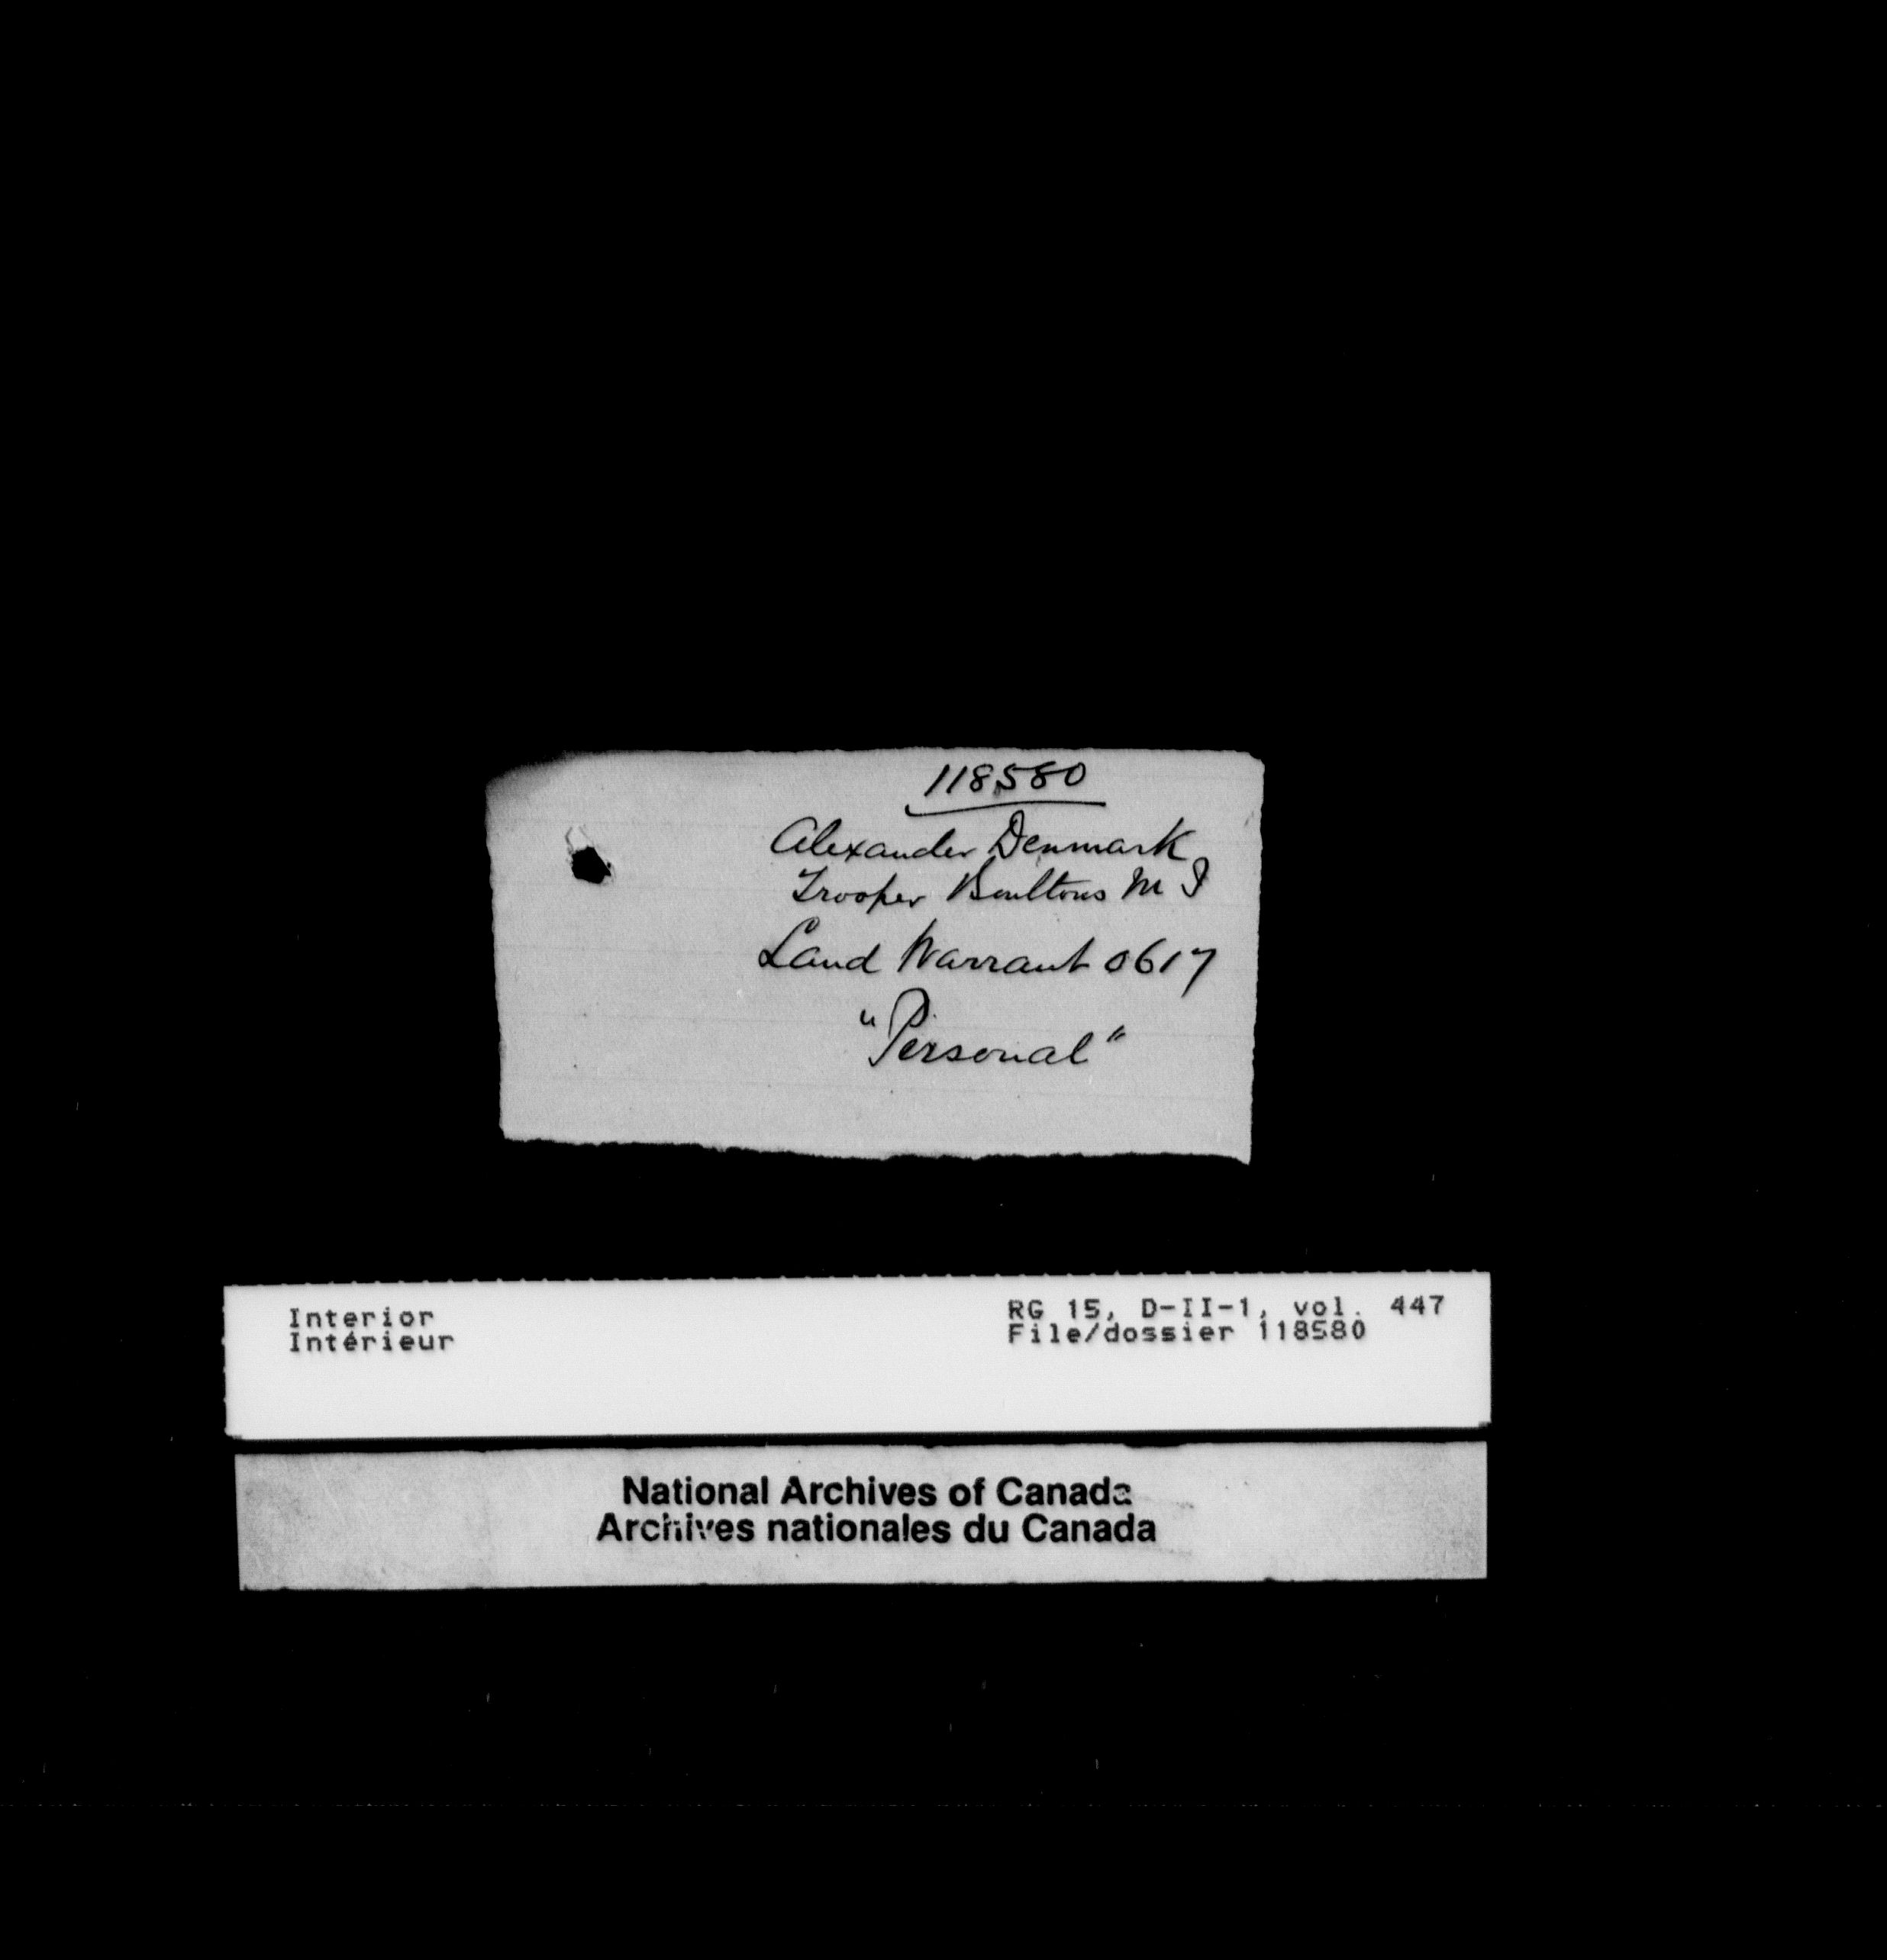 118580
Alexander Denmark
Trooper Boultons M I
Land Warrant 0617
"Personal"
Interior
Intérieur
RG 15, D-II-1, vol. 447
File/dossier 118580
National Archives of Canada
Archives nationales du Canada